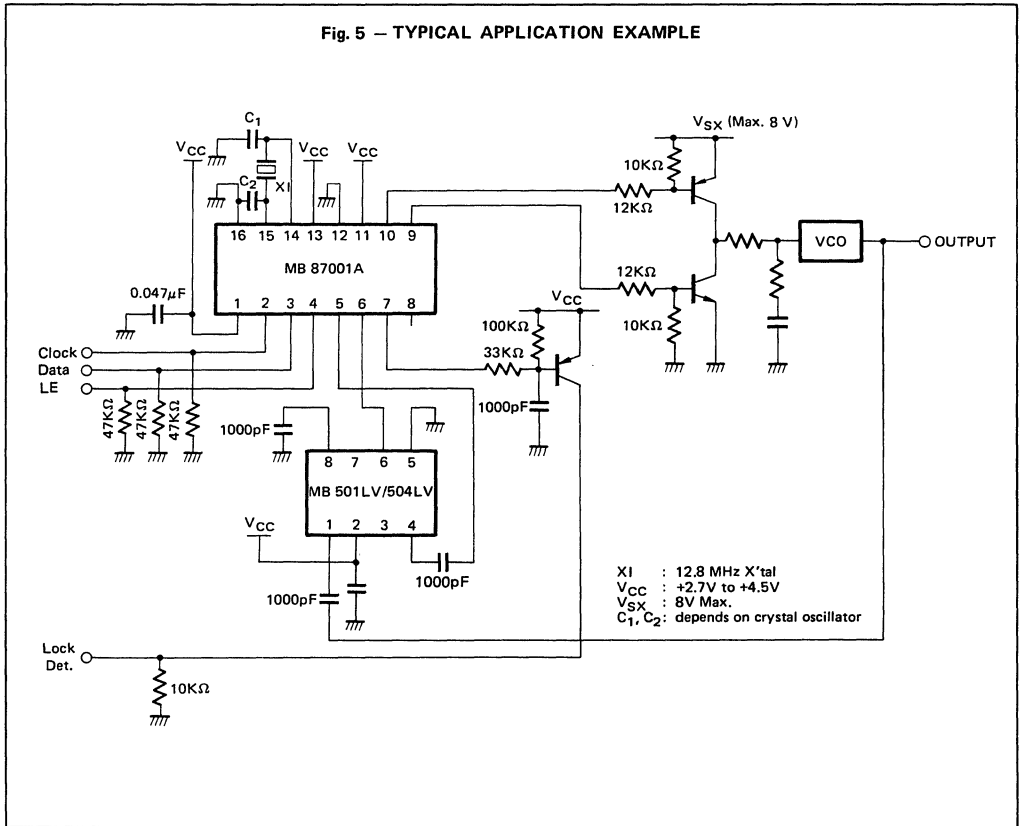 Fig. 5 – TYPICAL APPLICATION EXAMPLE
C1
VCC
VCC
VCC
C2
XI
VSX (Max. 8 V)
10KΩ
12KΩ
16 15 14 13 12 11 10 9
MB 87001A
1 2 3 4 5 6 7 8
VCO
OUTPUT
0.047μF
12KΩ
10KΩ
VCC
100KΩ
33KΩ
1000pF
Clock
Data
LE
47KΩ
47KΩ
47KΩ
1000pF
8 7 6 5
MB 501LV/504LV
1 2 3 4
VCC
1000pF
1000pF
XI : 12.8 MHz X'tal
VCC : +2.7V to +4.5V
VSX : 8V Max.
C1, C2: depends on crystal oscillator
Lock
Det.
10KΩ